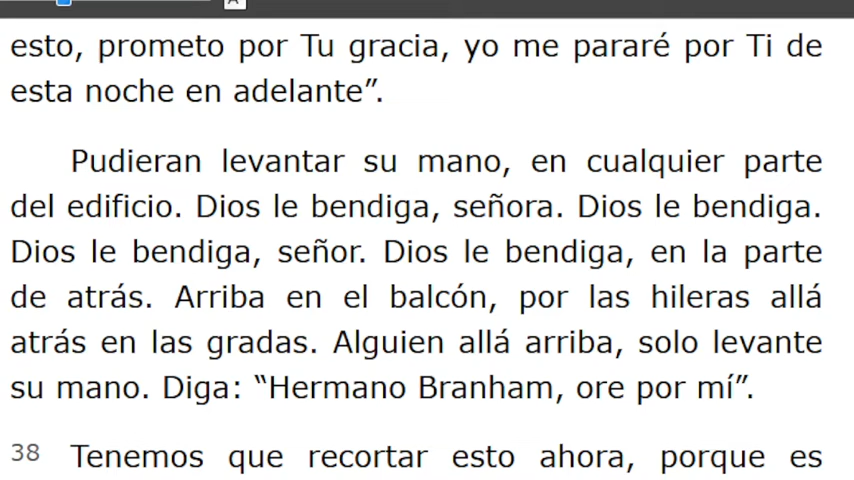 esto, prometo por Tu gracia, yo me pararé por Ti de
esta noche en adelante”.
Pudieran levantar su mano, en cualquier parte
del edificio. Dios le bendiga, señora. Dios le bendiga.
Dios le bendiga, señor. Dios le bendiga, en la parte
de atrás. Arriba en el balcón, por las hileras allá
atrás en las gradas. Alguien allá arriba, solo levante
su mano. Diga: “Hermano Branham, ore por mí”.
38 Tenemos que recortar esto ahora, porque es